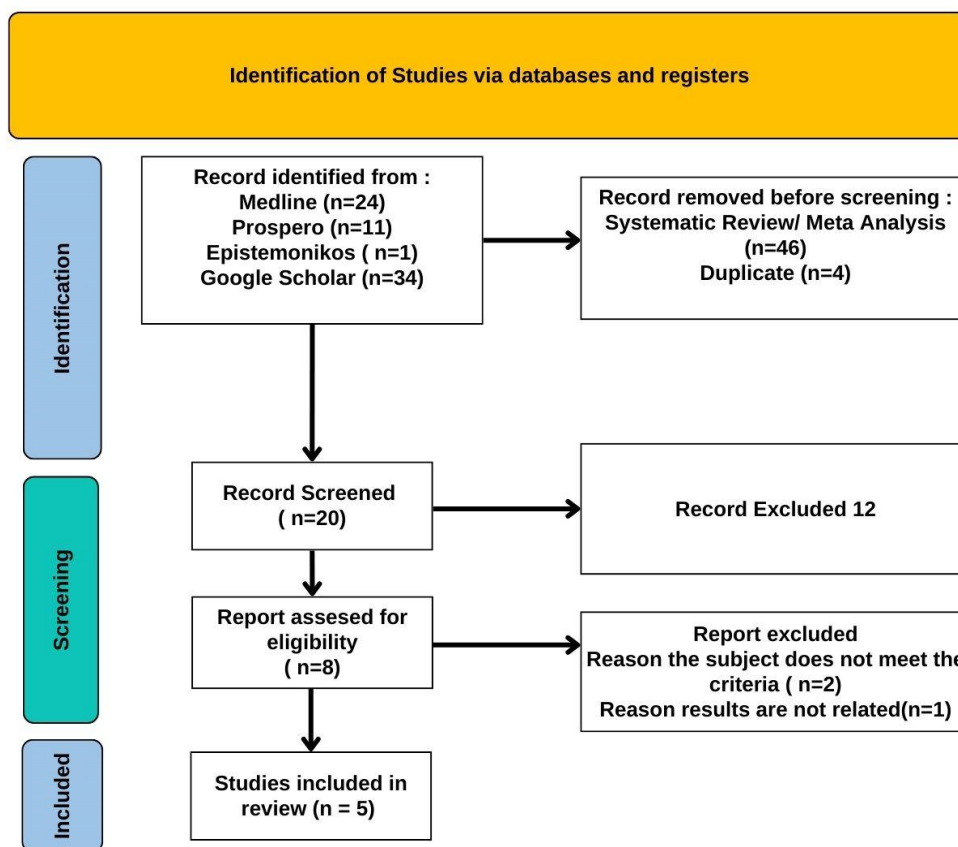 Identification of Studies via databases and registers
Identification
Record identified from :
Medline (n=24)
Prospero (n=11)
Epistemonikos ( n=1)
Google Scholar (n=34)
Record removed before screening :
Systematic Review/ Meta Analysis
(n=46)
Duplicate (n=4)
Screening
Record Screened
( n=20)
Record Excluded 12
Report assesed for
eligibility
( n=8)
Report excluded
Reason the subject does not meet the
criteria ( n=2)
Reason results are not related(n=1)
Included
Studies included in
review (n = 5)